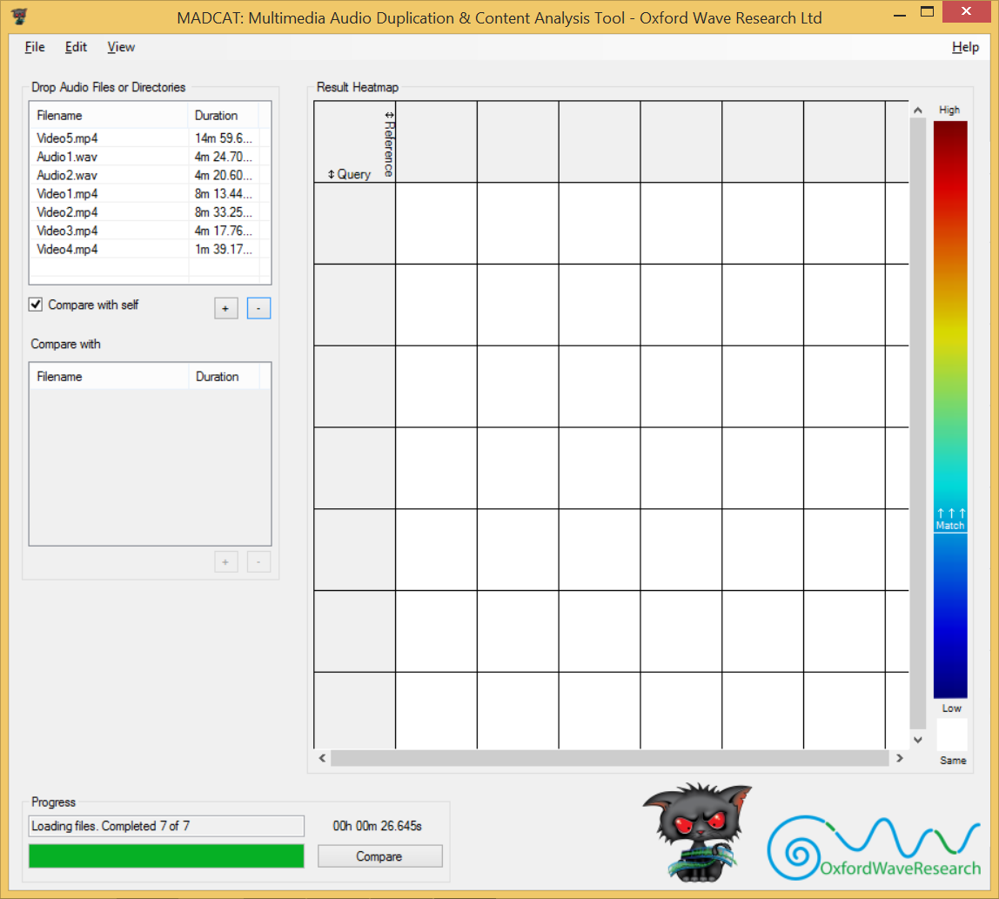 MADCAT: Multimedia Audio Duplication & Content Analysis Tool - Oxford Wave Research Ltd
File Edit View Help
Drop Audio Files or Directories
Filename Duration
Video5.mp4 14m 59.6...
Audio1.wav 4m 24.70...
Audio2.wav 4m 20.60...
Video1.mp4 8m 13.44...
Video2.mp4 8m 33.25...
Video3.mp4 4m 17.76...
Video4.mp4 1m 39.17...
Compare with self
+ -
Compare with
Filename Duration
+ -
Result Heatmap
↕ Reference
↕ Query
High
↑ ↑ ↑
Match
Low
Same
Progress
Loading files. Completed 7 of 7
00h 00m 26.645s
Compare
OxfordWaveResearch